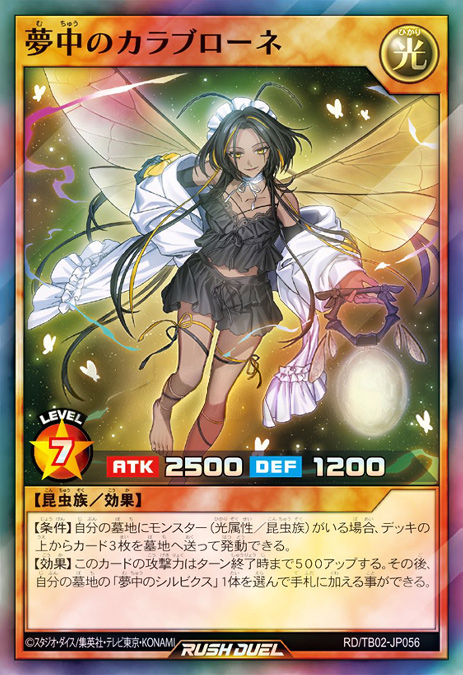 夢中のカラブローネ
む ちゅう
ひかり
光
LEVEL
7
ATK 2500 DEF 1200
【昆虫族／効果】
【条件】自分の墓地にモンスター（光属性／昆虫族）がいる場合、デッキの
上からカード3枚を墓地へ送って発動できる。
【効果】このカードの攻撃力はターン終了時まで500アップする。その後、
自分の墓地の「夢中のシルビクス」1体を選んで手札に加える事ができる。
©スタジオ・ダイス/集英社・テレビ東京・KONAMI
RUSH DUEL
RD/TB02-JP056